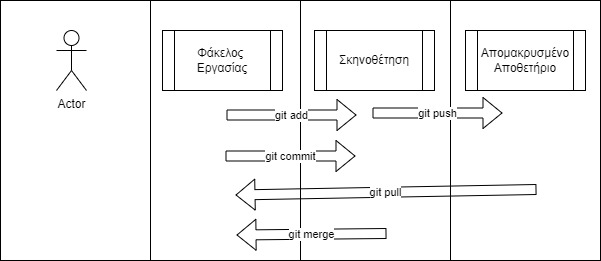 Φάκελος
Εργασίας
Σκηνοθέτηση
Απομακρυσμένο
Αποθετήριο
Actor
git add
git push
git commit
git pull
git merge